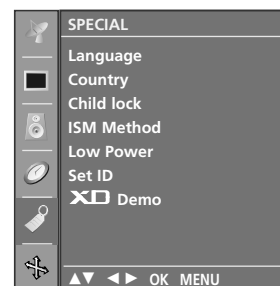 SPECIAL
Language
Country
Child lock
ISM Method
Low Power
Set ID
XD Demo
▲▼ ◄► OK MENU